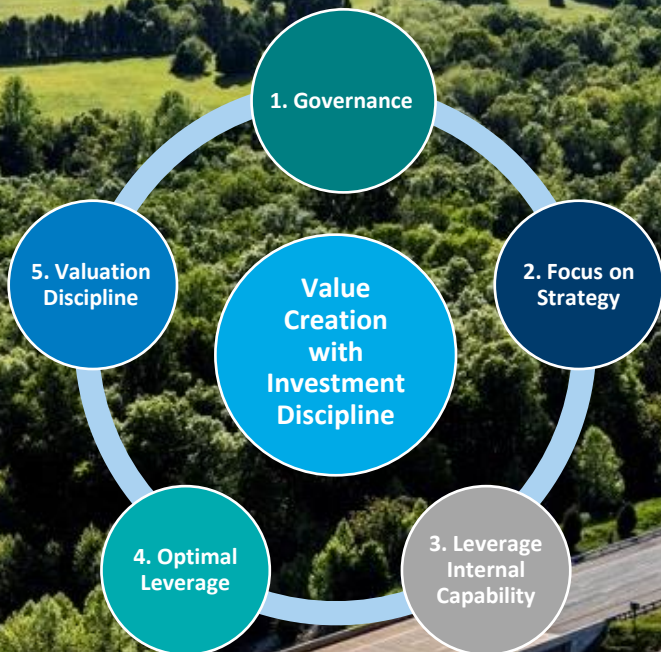 1. Governance
2. Focus on
Strategy
3. Leverage
Internal
Capability
4. Optimal
Leverage
5. Valuation
Discipline
Value
Creation
with
Investment
Discipline